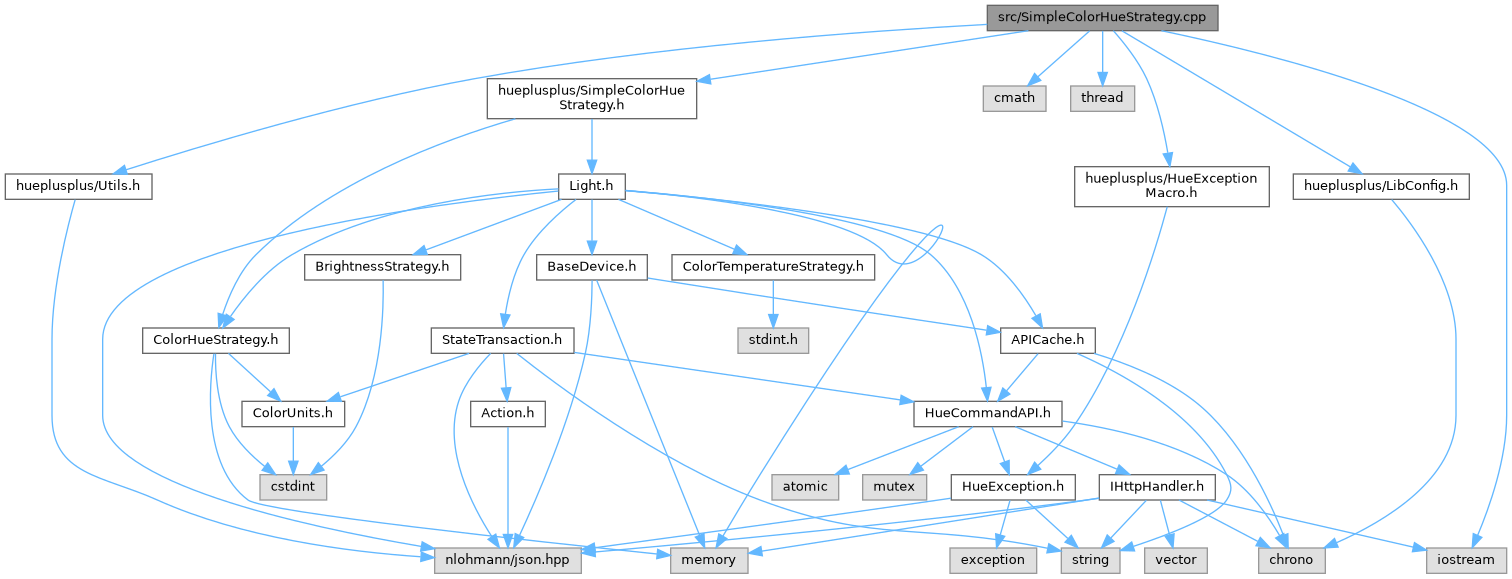 src/SimpleColorHueStrategy.cpp
hueplusplus/SimpleColorHue
Strategy.h
cmath
thread
hueplusplus/Utils.h
Light.h
hueplusplus/HueException
Macro.h
hueplusplus/LibConfig.h
BrightnessStrategy.h
BaseDevice.h
ColorTemperatureStrategy.h
ColorHueStrategy.h
StateTransaction.h
stdint.h
APICache.h
ColorUnits.h
Action.h
HueCommandAPI.h
cstdint
atomic
mutex
HueException.h
IHttpHandler.h
nlohmann/json.hpp
memory
exception
string
vector
chrono
iostream